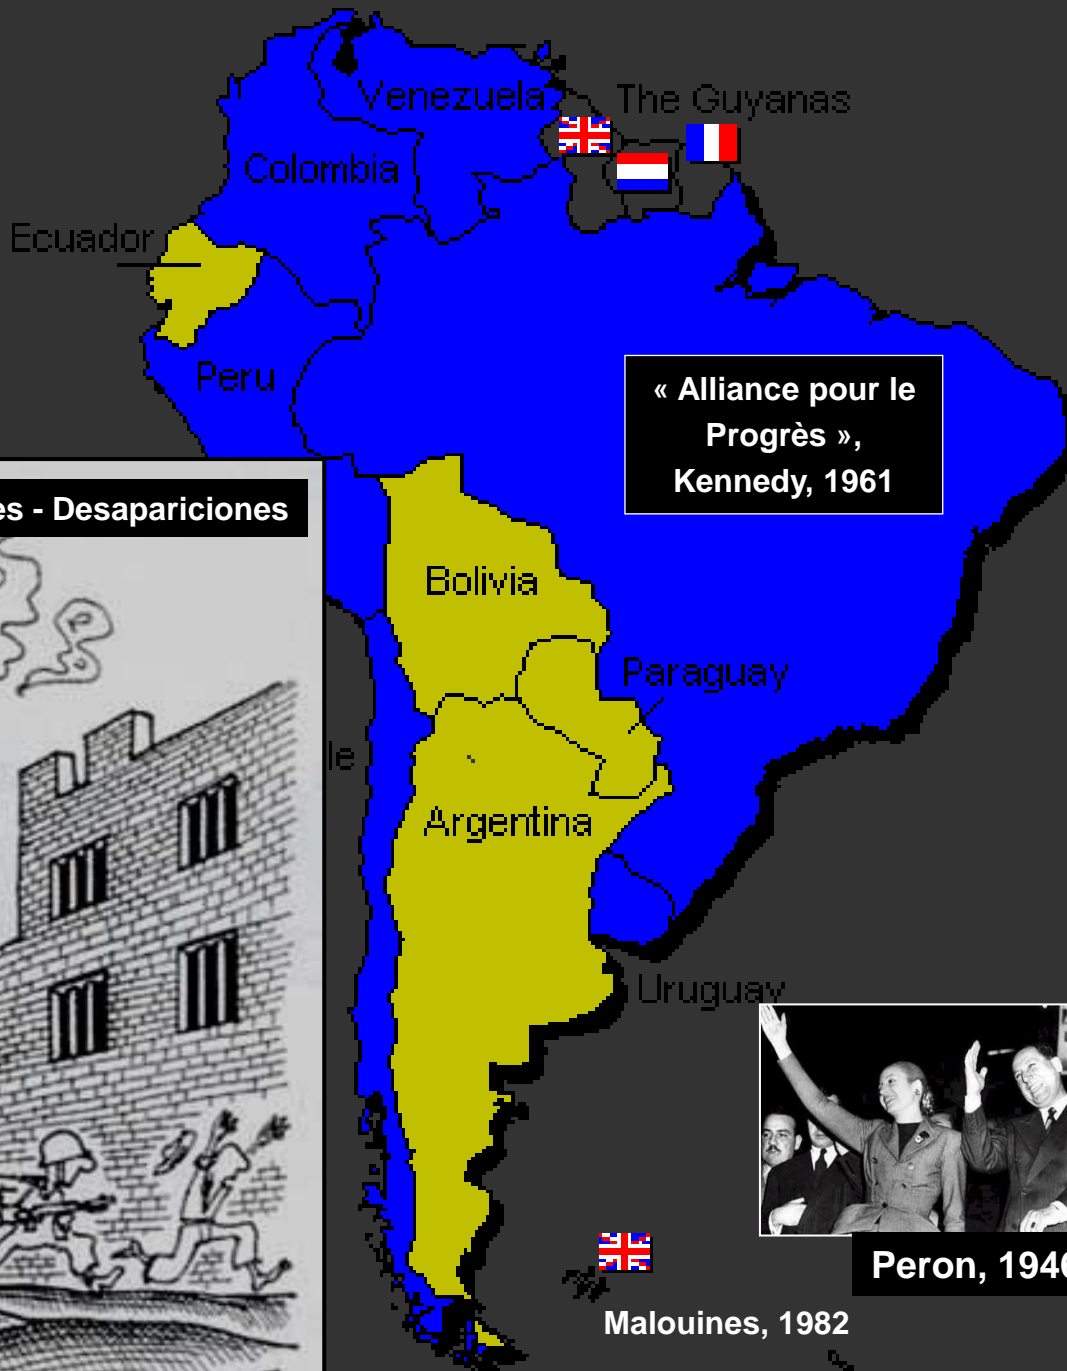 Venezuela
The Guyanas
Colombia
Ecuador
Peru
« Alliance pour le
Progrès »,
Kennedy, 1961
es - Desapariciones
Bolivia
Paraguay
le
Argentina
Uruguay
Peron, 1946
Malouines, 1982